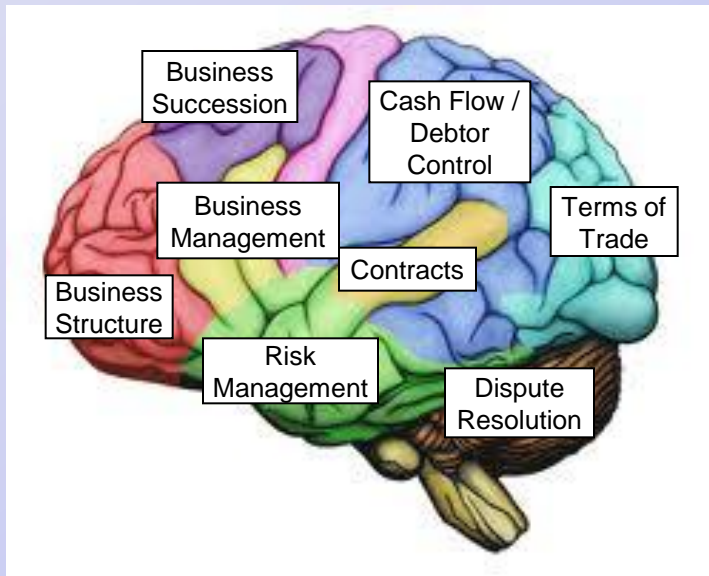 Business
Succession
Cash Flow /
Debtor
Control
Business
Management
Terms of
Trade
Contracts
Business
Structure
Risk
Management
Dispute
Resolution